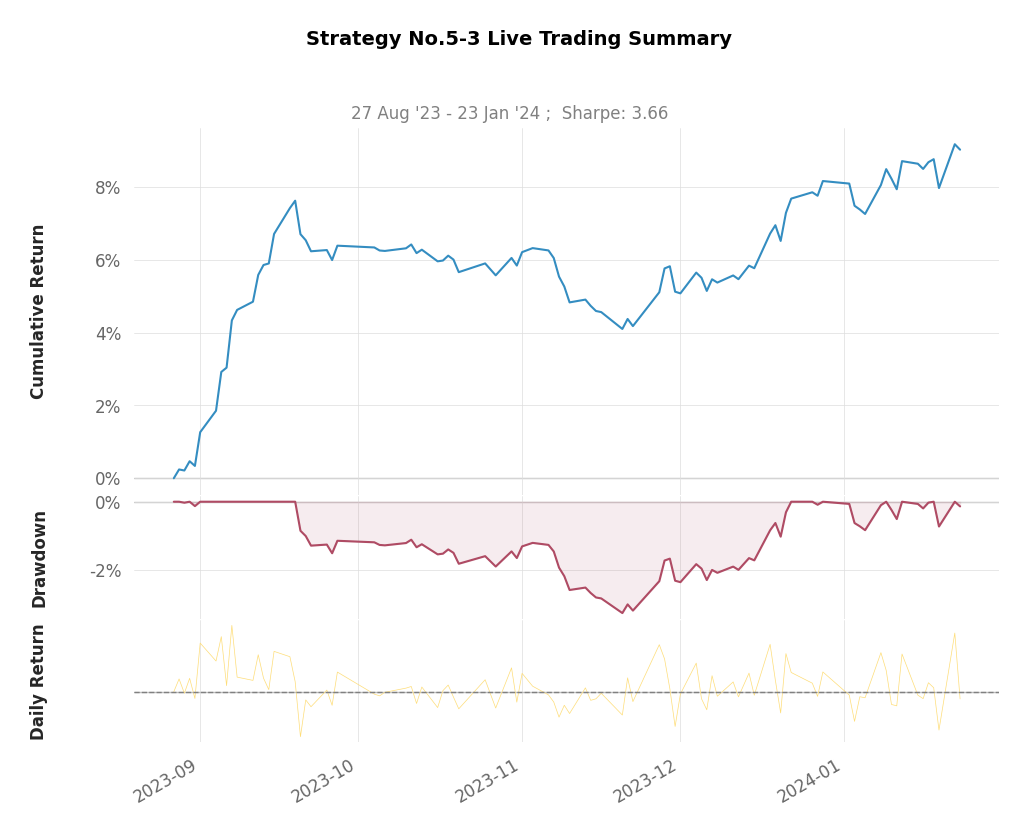 Strategy No.5-3 Live Trading Summary
27 Aug '23 - 23 Jan '24 ;  Sharpe: 3.66
Cumulative Return
8%
6%
4%
2%
0%
Drawdown
0%
-2%
Daily Return
2023-09
2023-10
2023-11
2023-12
2024-01